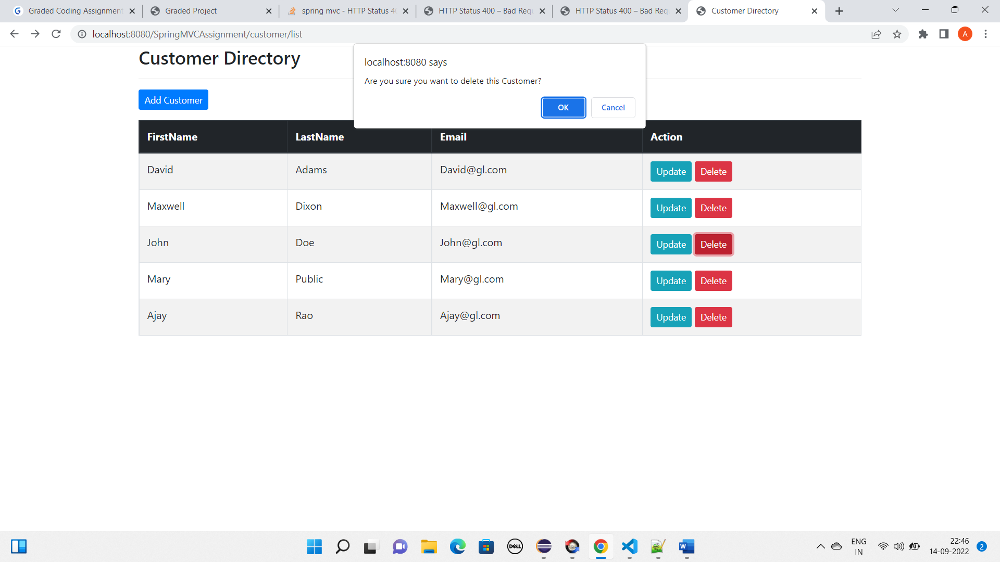 Graded Coding Assignment
Graded Project
spring mvc - HTTP Status 40
HTTP Status 400 – Bad Requ
HTTP Status 400 – Bad Requ
Customer Directory
localhost:8080/SpringMVCAssignment/customer/list
A
Customer Directory
localhost:8080 says
Are you sure you want to delete this Customer?
OK
Cancel
Add Customer
FirstName LastName Email Action
David Adams David@gl.com Update Delete
Maxwell Dixon Maxwell@gl.com Update Delete
John Doe John@gl.com Update Delete
Mary Public Mary@gl.com Update Delete
Ajay Rao Ajay@gl.com Update Delete
DELL
W
ENG
IN
22:46
14-09-2022
2